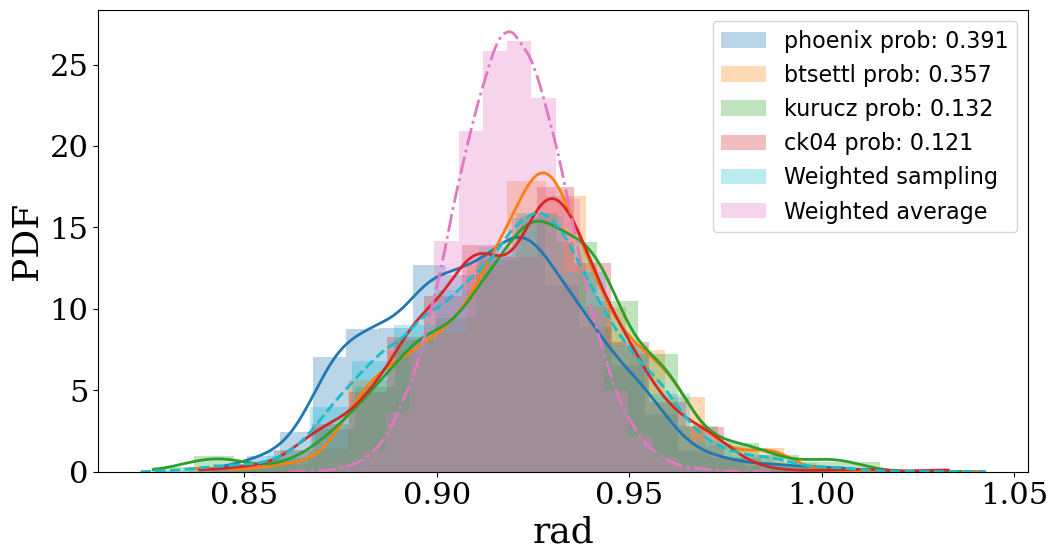 phoenix prob: 0.391
btsettl prob: 0.357
kurucz prob: 0.132
ck04 prob: 0.121
Weighted sampling
Weighted average
PDF
25
20
15
10
5
0
0.85 0.90 0.95 1.00 1.05
rad